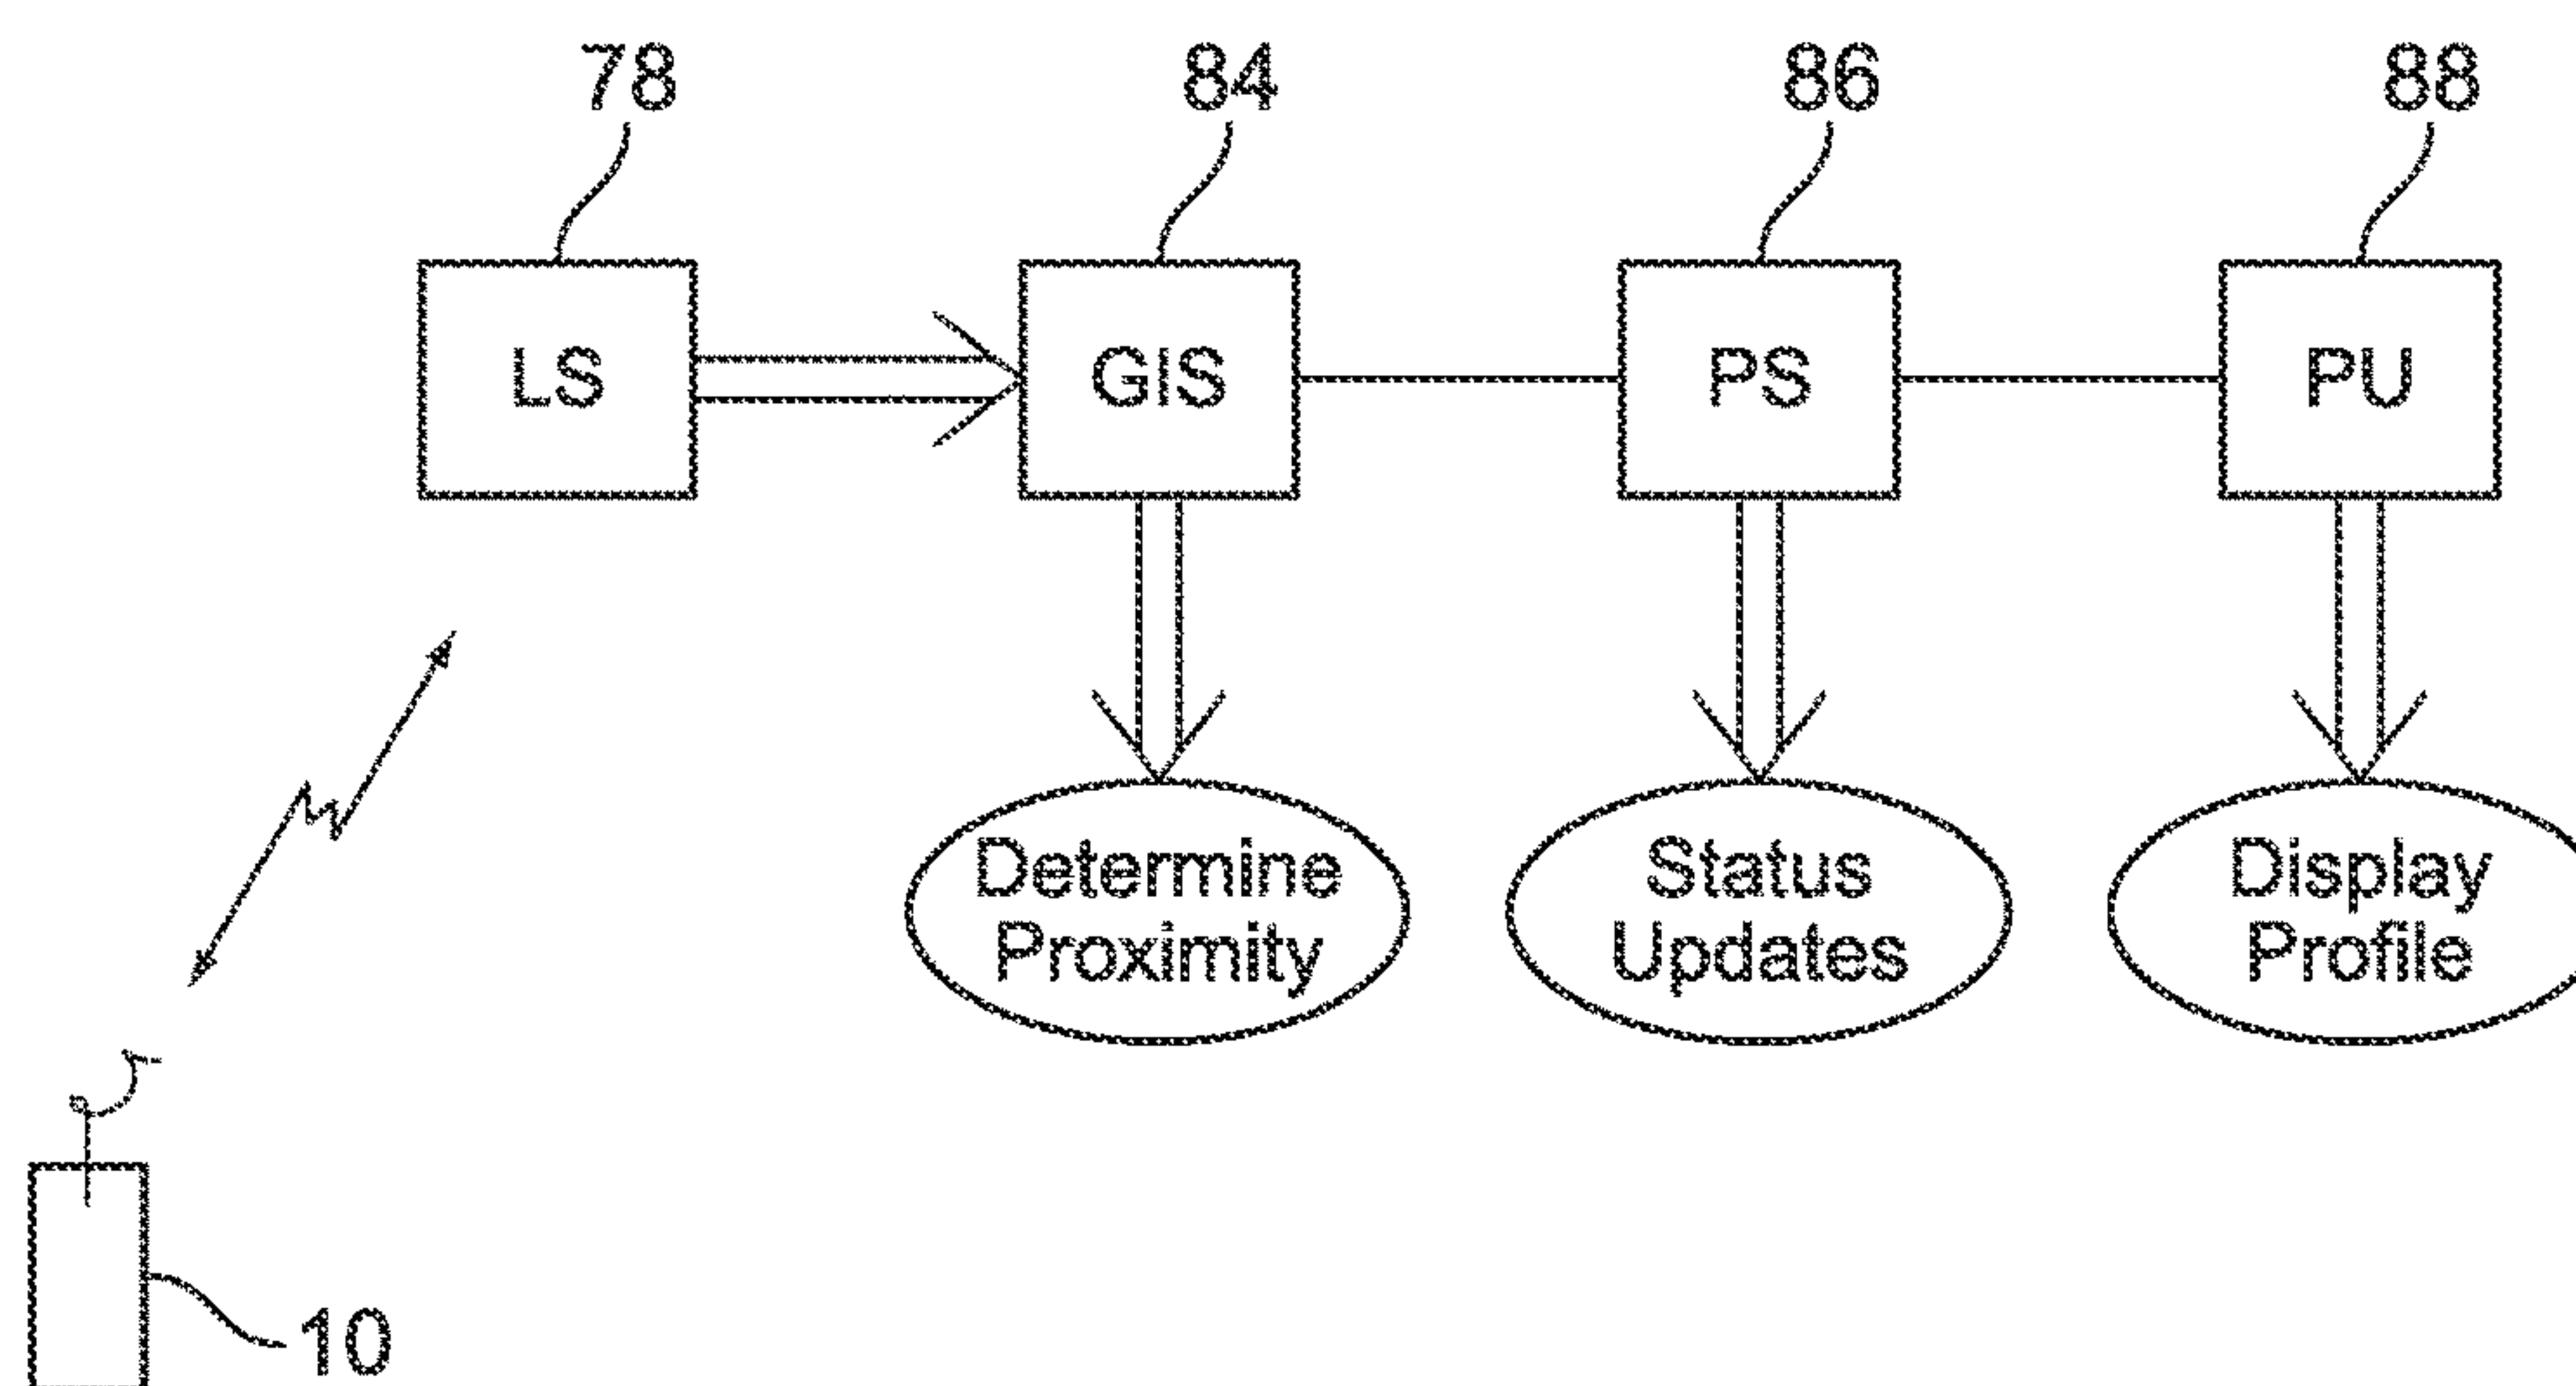 78
84
86
88
LS
GIS
PS
PU
Determine
Proximity
Status
Updates
Display
Profile
10